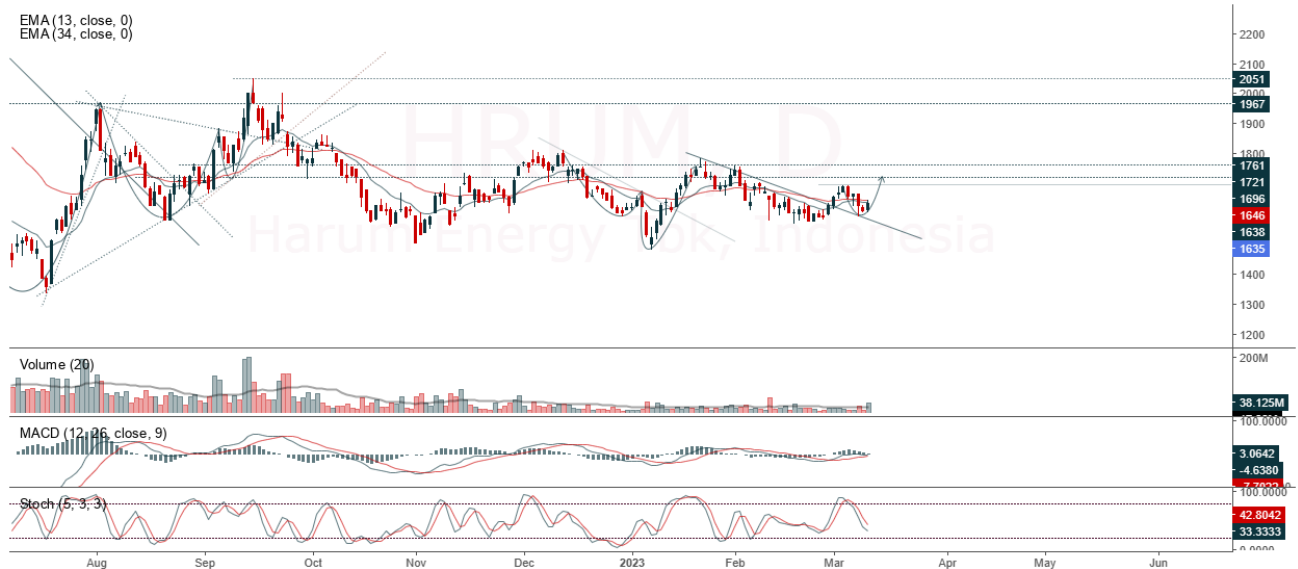 EMA (13, close, 0)
EMA (34, close, 0)
HRUM, D
Harum Energy Tbk, Indonesia
2200
2100
2051
2000
1967
1900
1800
1761
1721
1696
1646
1638
1635
1400
1300
1200
Volume (20)
200M
38.125M
MACD (12, 26, close, 9)
100.0000
3.0642
-4.6380
Stoch (5, 3, 3)
100.0000
42.8042
33.3333
0.0000
Aug Sep Oct Nov Dec 2023 Feb Mar Apr May Jun